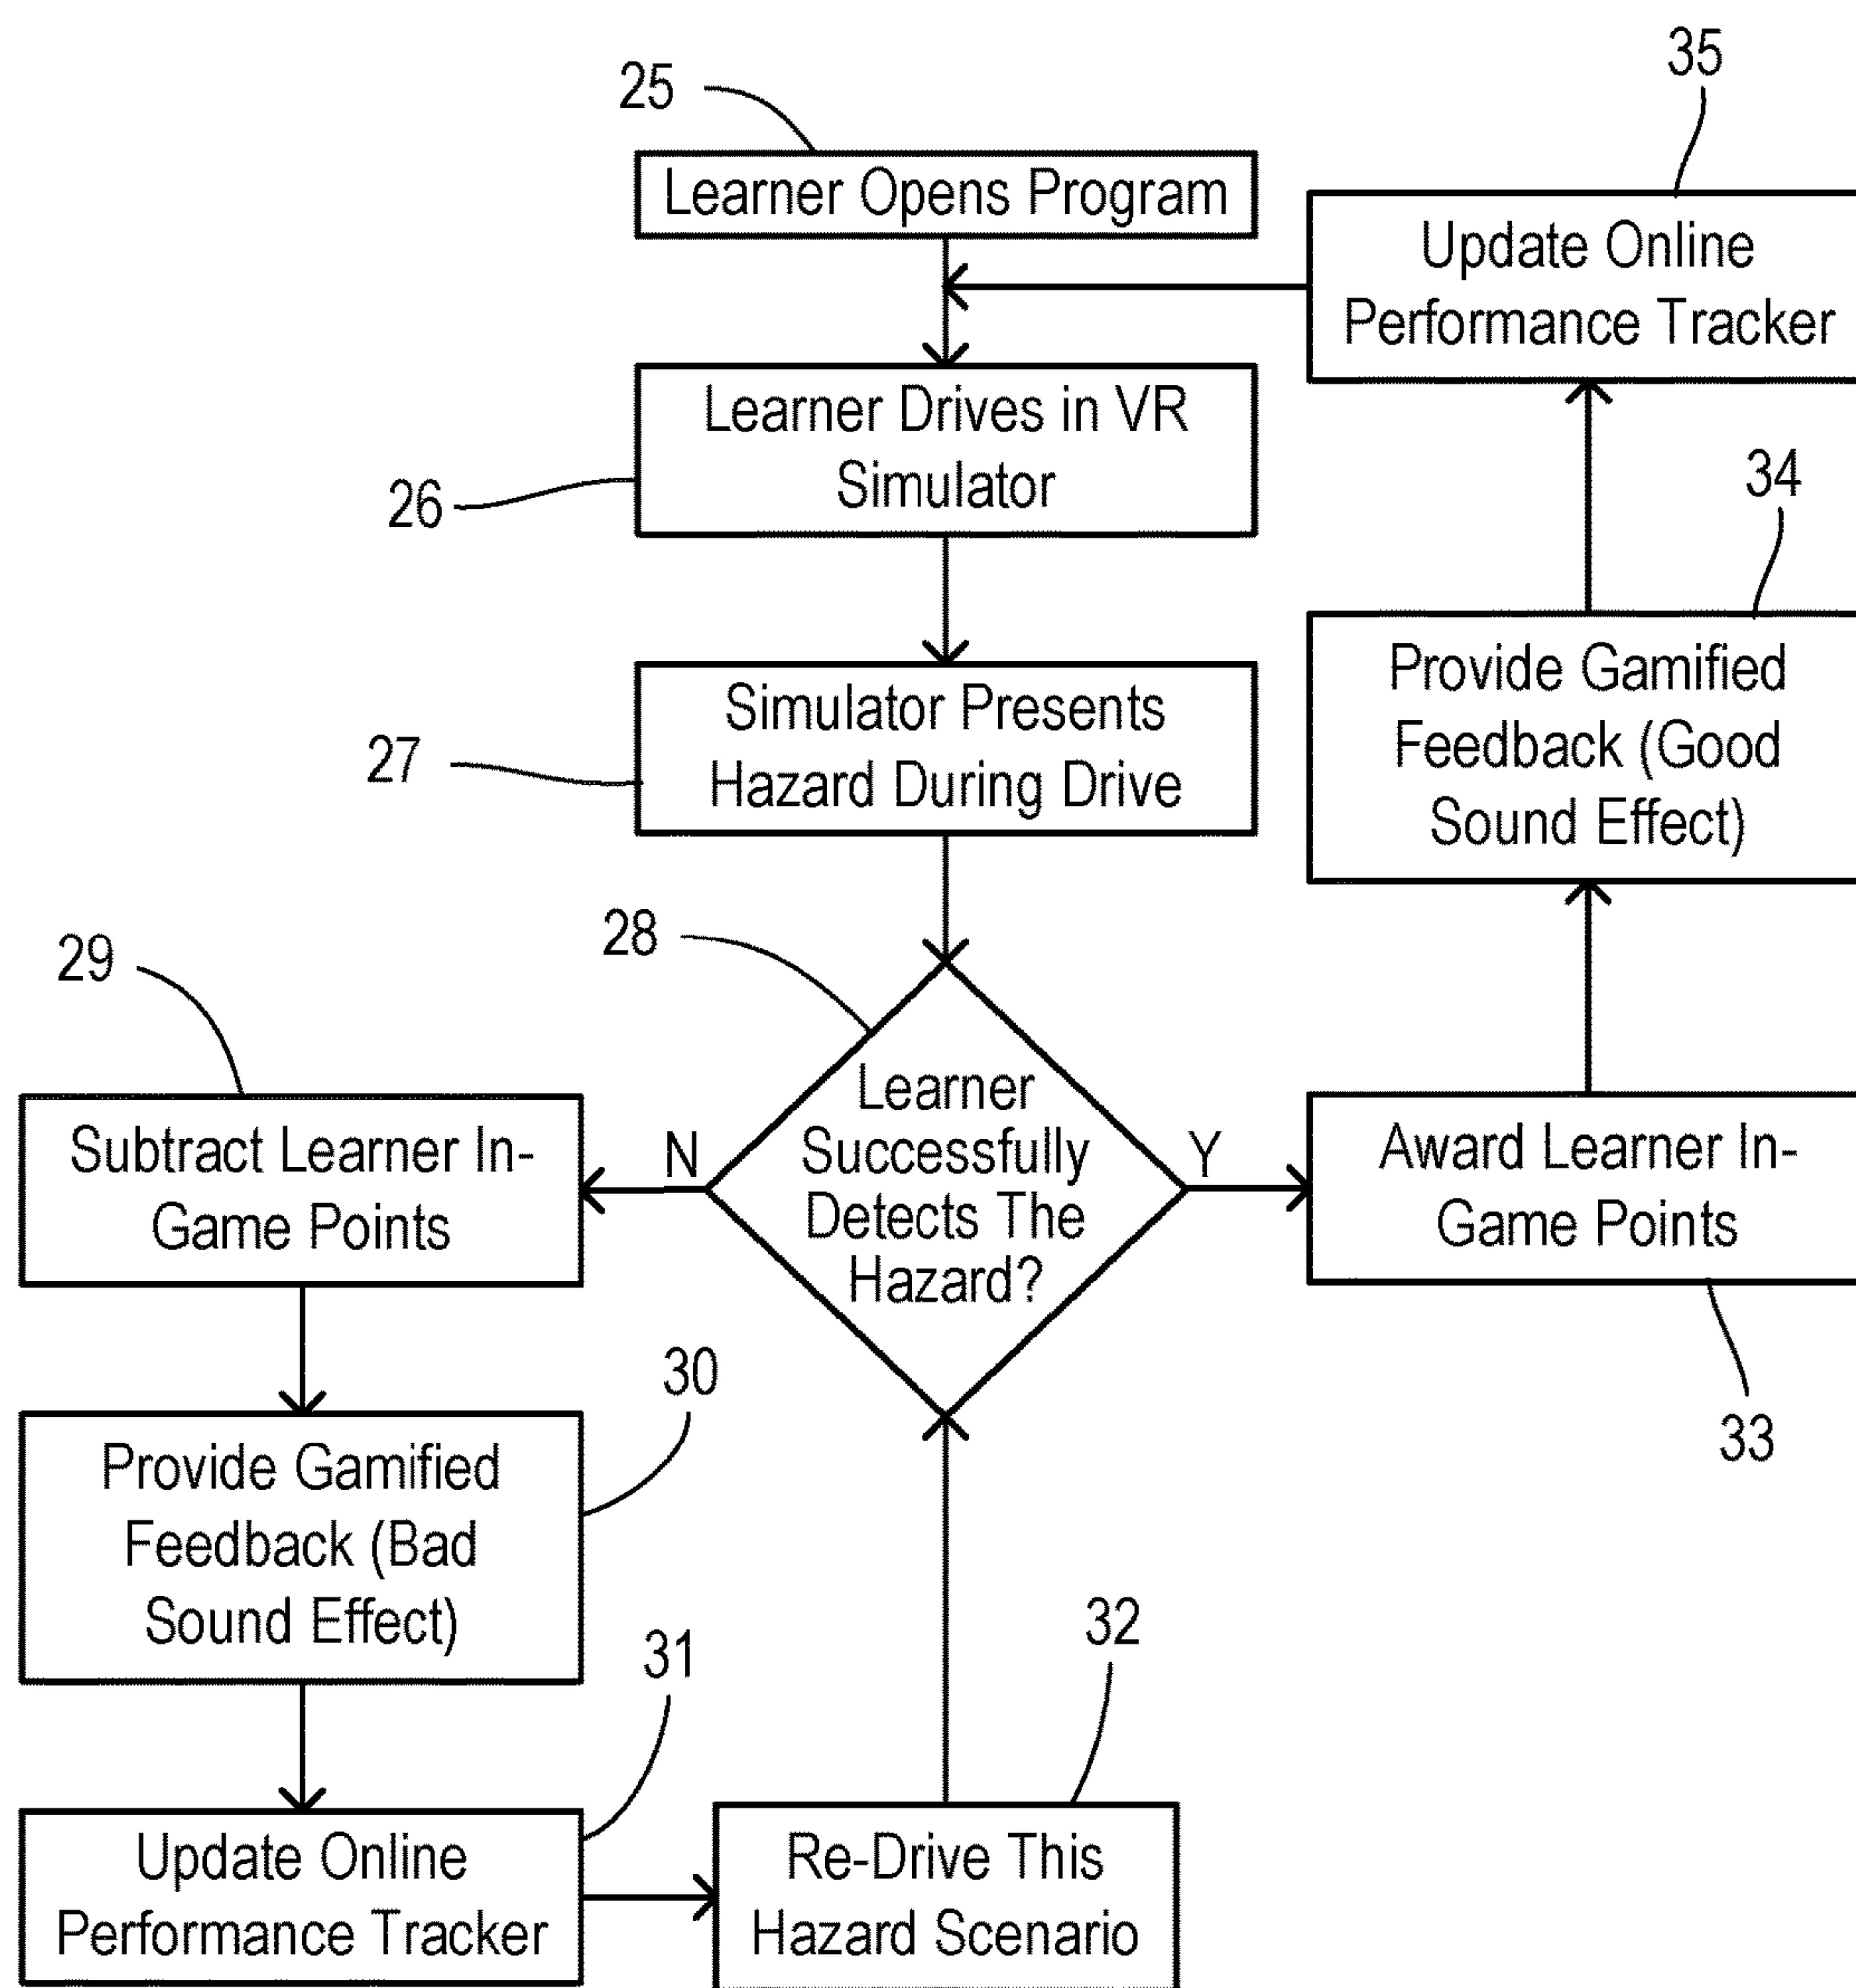 25
35
Learner Opens Program
Update Online
Performance Tracker
Learner Drives in VR
Simulator
26
34
Simulator Presents
Hazard During Drive
27
Provide Gamified
Feedback (Good
Sound Effect)
28
29
Learner
Successfully
Detects The
Hazard?
N
Y
Subtract Learner In-
Game Points
Award Learner In-
Game Points
33
30
Provide Gamified
Feedback (Bad
Sound Effect)
31
32
Update Online
Performance Tracker
Re-Drive This
Hazard Scenario